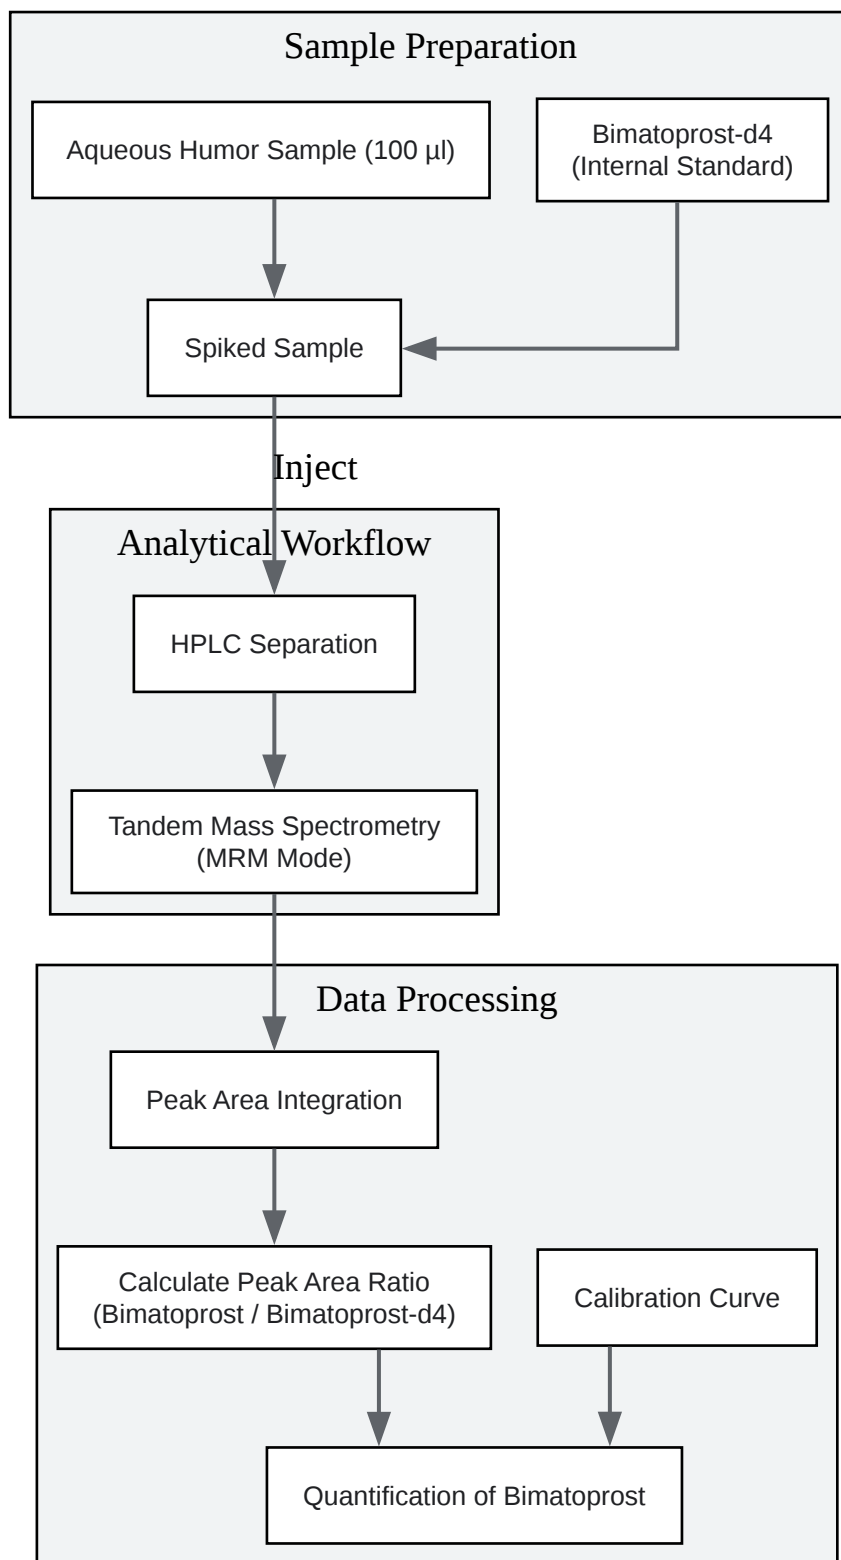 Sample Preparation
Aqueous Humor Sample (100 µl)
Bimatoprost-d4
(Internal Standard)
Spiked Sample
Inject
Analytical Workflow
HPLC Separation
Tandem Mass Spectrometry
(MRM Mode)
Data Processing
Peak Area Integration
Calculate Peak Area Ratio
(Bimatoprost / Bimatoprost-d4)
Calibration Curve
Quantification of Bimatoprost